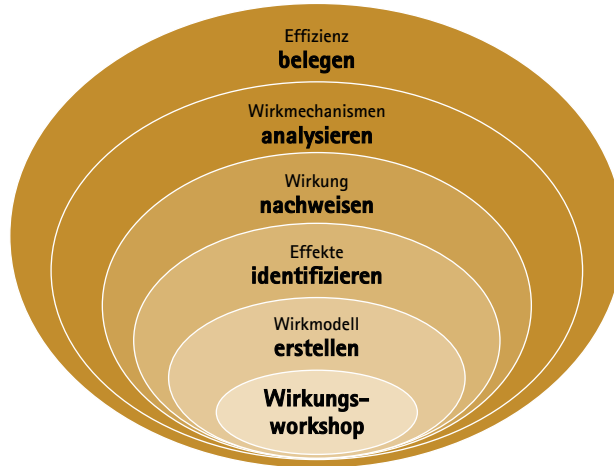 Effizienz
belegen
Wirkmechanismen
analysieren
Wirkung
nachweisen
Effekte
identifizieren
Wirkmodell
erstellen
Wirkungs-
workshop